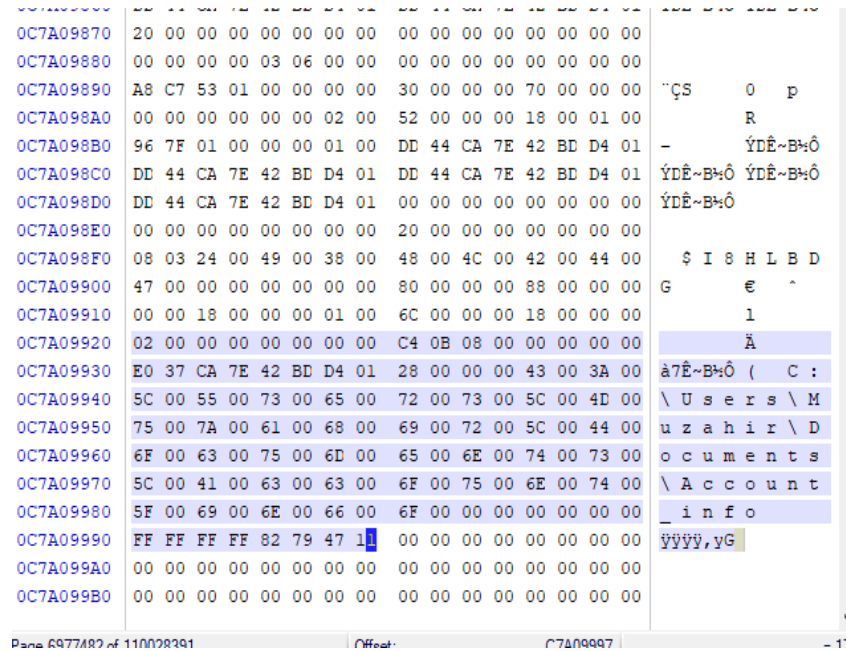 0C7A09870 20 00 00 00 00 00 00 00 00 00 00 00 00 00 00 00
0C7A09880 00 00 00 00 03 06 00 00 00 00 00 00 00 00 00 00
0C7A09890 A8 C7 53 01 00 00 00 00 30 00 00 00 70 00 00 00 ¨ÇS 0 p
0C7A098A0 00 00 00 00 00 00 02 00 52 00 00 00 18 00 01 00 R
0C7A098B0 96 7F 01 00 00 00 01 00 DD 44 CA 7E 42 BD D4 01 – ÝDÊ~B½Ô
0C7A098C0 DD 44 CA 7E 42 BD D4 01 DD 44 CA 7E 42 BD D4 01 ÝDÊ~B½Ô ÝDÊ~B½Ô
0C7A098D0 DD 44 CA 7E 42 BD D4 01 00 00 00 00 00 00 00 00 ÝDÊ~B½Ô
0C7A098E0 00 00 00 00 00 00 00 00 20 00 00 00 00 00 00 00
0C7A098F0 08 03 24 00 49 00 38 00 48 00 4C 00 42 00 44 00 $ I 8 H L B D
0C7A09900 47 00 00 00 00 00 00 00 80 00 00 00 88 00 00 00 G € ˆ
0C7A09910 00 00 18 00 00 00 01 00 6C 00 00 00 18 00 00 00 l
0C7A09920 02 00 00 00 00 00 00 00 C4 0B 08 00 00 00 00 00 Ä
0C7A09930 E0 37 CA 7E 42 BD D4 01 28 00 00 00 43 00 3A 00 à7Ê~B½Ô ( C :
0C7A09940 5C 00 55 00 73 00 65 00 72 00 73 00 5C 00 4D 00 \ U s e r s \ M
0C7A09950 75 00 7A 00 61 00 68 00 69 00 72 00 5C 00 44 00 u z a h i r \ D
0C7A09960 6F 00 63 00 75 00 6D 00 65 00 6E 00 74 00 73 00 o c u m e n t s
0C7A09970 5C 00 41 00 63 00 63 00 6F 00 75 00 6E 00 74 00 \ A c c o u n t
0C7A09980 5F 00 69 00 6E 00 66 00 6F 00 00 00 00 00 00 00 _ i n f o
0C7A09990 FF FF FF FF 82 79 47 11 00 00 00 00 00 00 00 00 ÿÿÿÿ‚yG
0C7A099A0 00 00 00 00 00 00 00 00 00 00 00 00 00 00 00 00
0C7A099B0 00 00 00 00 00 00 00 00 00 00 00 00 00 00 00 00
Page 6977482 of 110028391 Offset: C7A09997